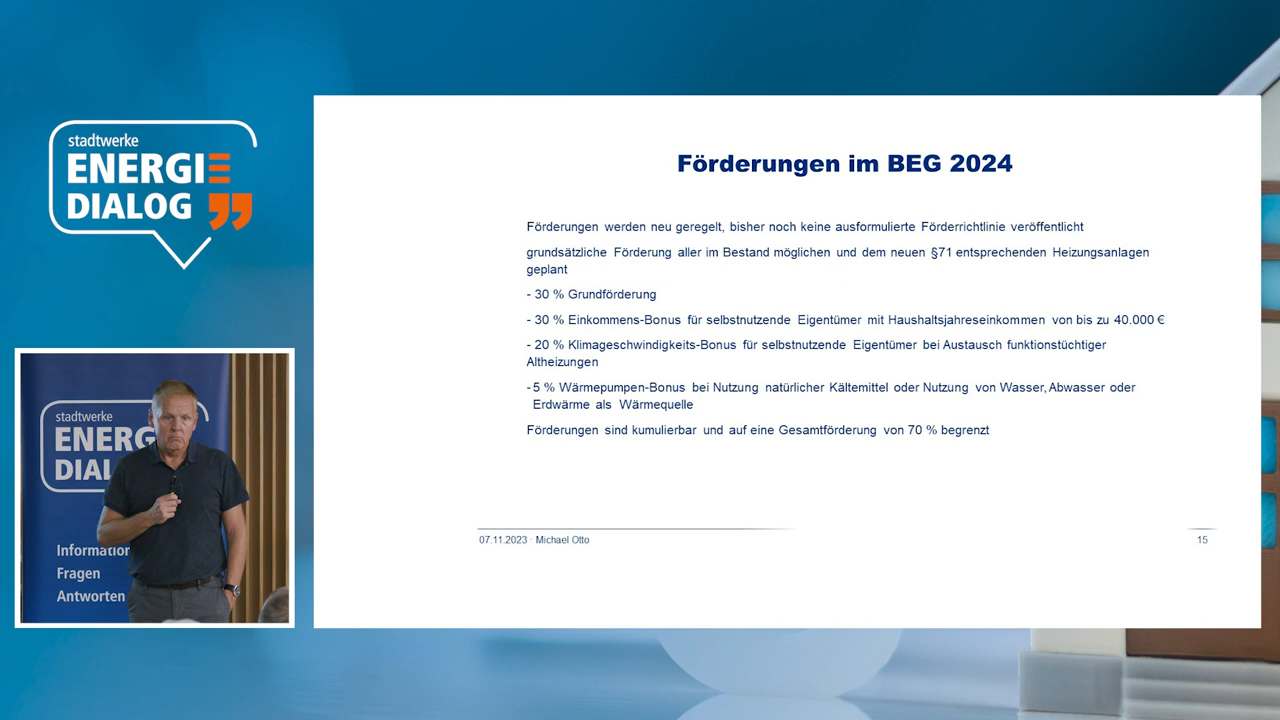 stadtwerke
ENERGIE
DIALOG
Förderungen im BEG 2024
Förderungen werden neu geregelt, bisher noch keine ausformulierte Förderrichtlinie veröffentlicht
grundsätzliche Förderung aller im Bestand möglichen und dem neuen §71 entsprechenden Heizungsanlagen
geplant
- 30 % Grundförderung
- 30 % Einkommens-Bonus für selbstnutzende Eigentümer mit Haushaltsjahreseinkommen von bis zu 40.000 €
- 20 % Klimageschwindigkeits-Bonus für selbstnutzende Eigentümer bei Austausch funktionstüchtiger
Altheizungen
- 5 % Wärmepumpen-Bonus bei Nutzung natürlicher Kältemittel oder Nutzung von Wasser, Abwasser oder
Erdwärme als Wärmequelle
Förderungen sind kumulierbar und auf eine Gesamtförderung von 70 % begrenzt
07.11.2023 · Michael Otto
15
stadtwerke
ENERG
DIAL
Information
Fragen
Antworten